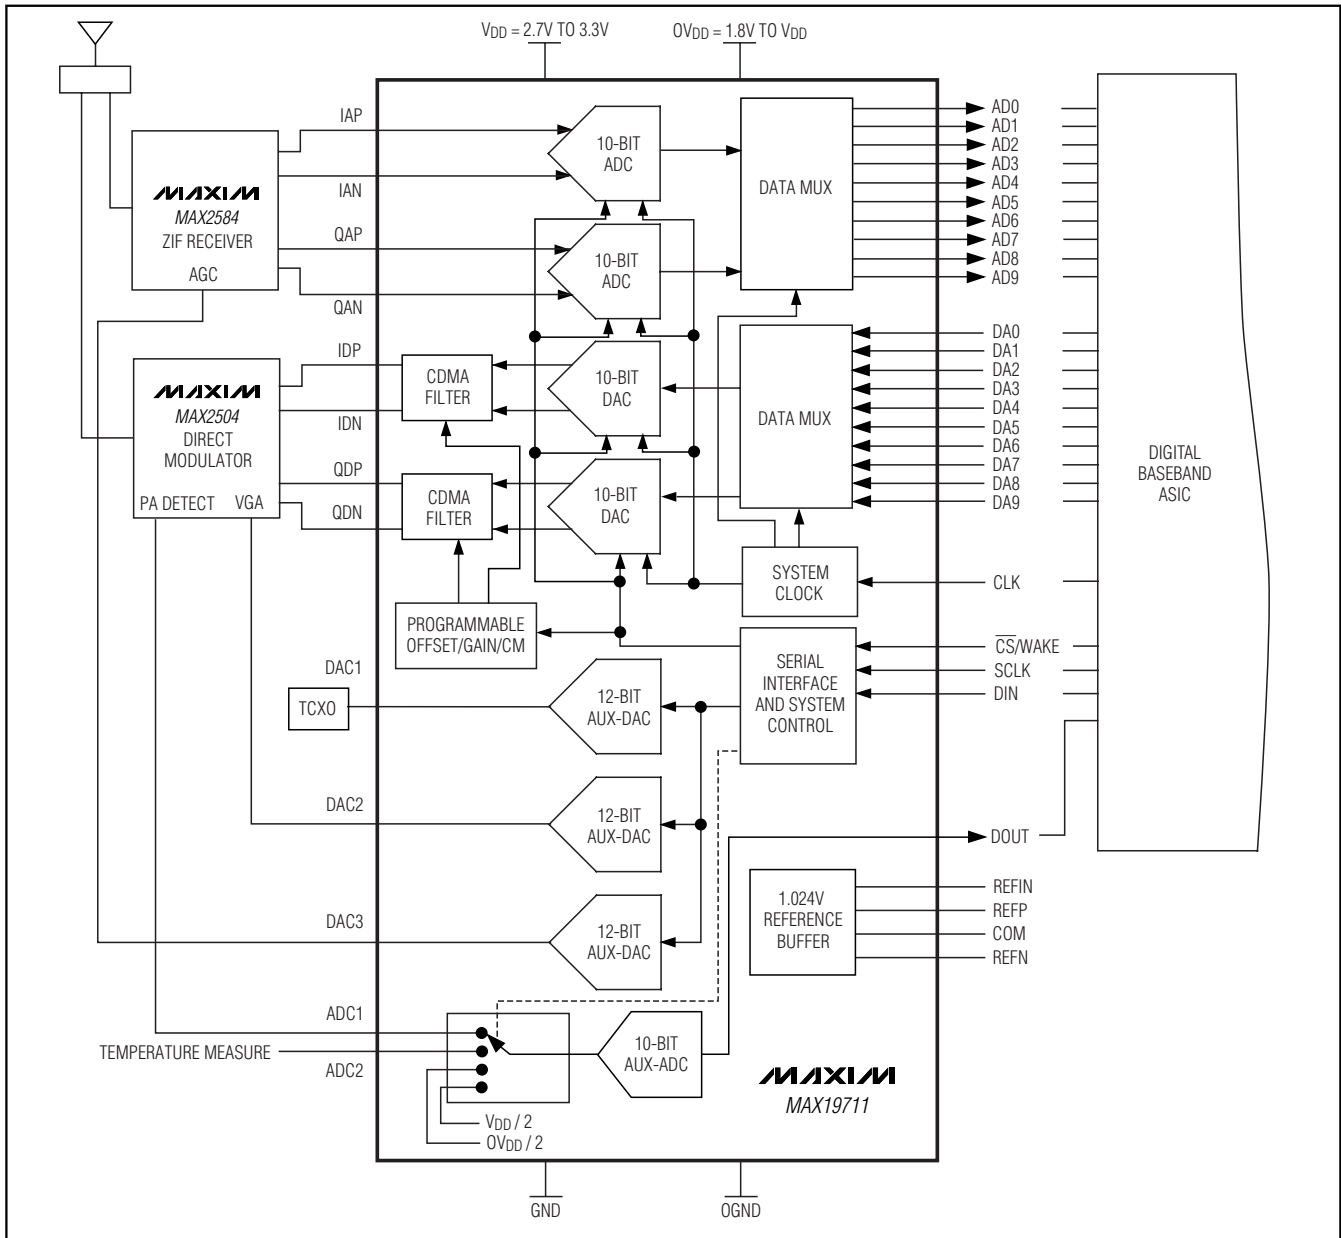 VDD = 2.7V TO 3.3V
OVDD = 1.8V TO VDD
IAP
IAN
QAP
QAN
MAXIM
MAX2584
ZIF RECEIVER
AGC
10-BIT
ADC
10-BIT
ADC
DATA MUX
AD0
AD1
AD2
AD3
AD4
AD5
AD6
AD7
AD8
AD9
IDP
IDN
QDP
QDN
MAXIM
MAX2504
DIRECT
MODULATOR
PA DETECT
VGA
CDMA
FILTER
CDMA
FILTER
10-BIT
DAC
10-BIT
DAC
DATA MUX
DA0
DA1
DA2
DA3
DA4
DA5
DA6
DA7
DA8
DA9
DIGITAL
BASEBAND
ASIC
SYSTEM
CLOCK
CLK
PROGRAMMABLE
OFFSET/GAIN/CM
SERIAL
INTERFACE
AND SYSTEM
CONTROL
CS/WAKE
SCLK
DIN
DAC1
TCXO
12-BIT
AUX-DAC
DAC2
12-BIT
AUX-DAC
DOUT
DAC3
12-BIT
AUX-DAC
1.024V
REFERENCE
BUFFER
REFIN
REFP
COM
REFN
ADC1
TEMPERATURE MEASURE
ADC2
10-BIT
AUX-ADC
VDD / 2
OVDD / 2
MAXIM
MAX19711
GND
OGND